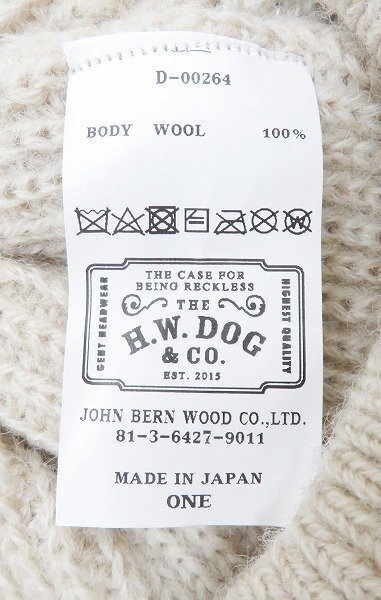 D-00264
BODY WOOL 100%
THE CASE FOR
BEING RECKLESS
THE
H.W. DOG
& CO.
EST. 2015
GENT HEADWEAR
HIGHEST QUALITY
JOHN BERN WOOD CO.,LTD.
81-3-6427-9011
MADE IN JAPAN
ONE